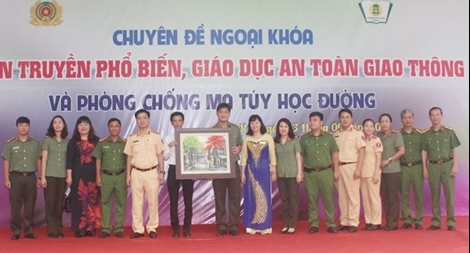 CHUYÊN ĐỀ NGOẠI KHÓA
N TRUYỀN PHỔ BIẾN, GIÁO DỤC AN TOÀN GIAO THÔNG
VÀ PHÒNG CHỐNG MA TÚY HỌC ĐƯỜNG